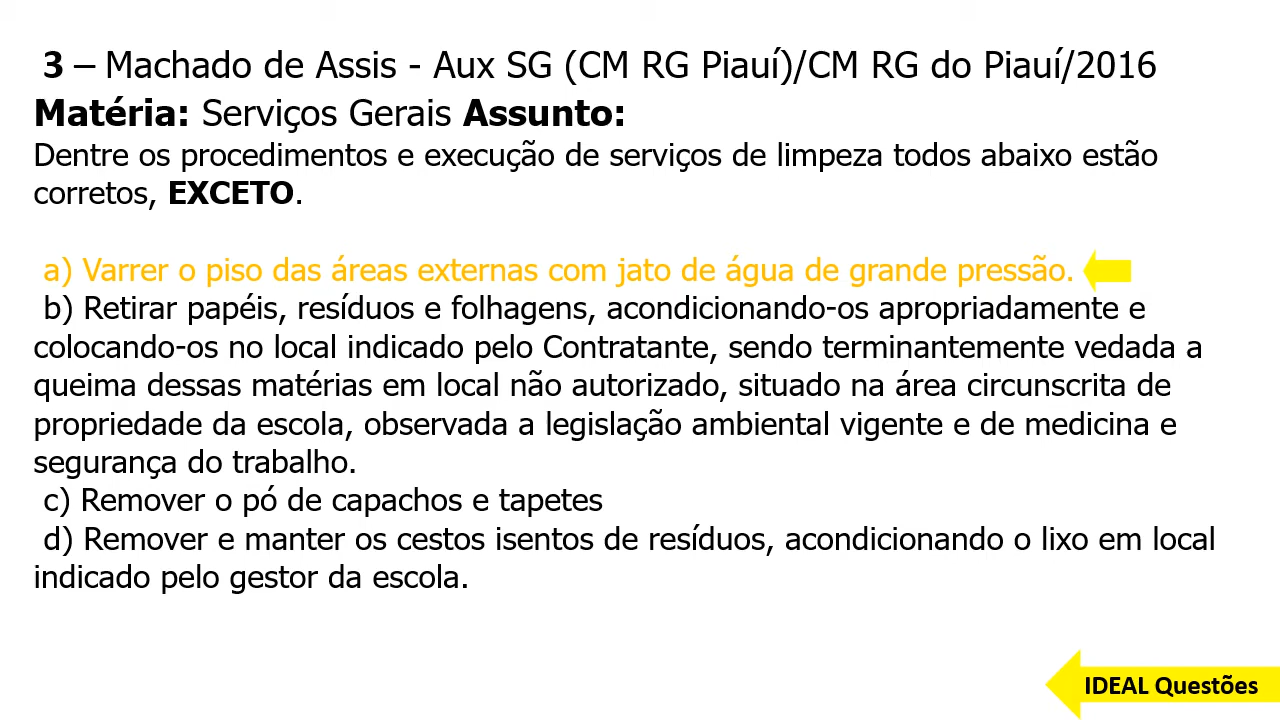 3 – Machado de Assis - Aux SG (CM RG Piauí)/CM RG do Piauí/2016
Matéria: Serviços Gerais Assunto:
Dentre os procedimentos e execução de serviços de limpeza todos abaixo estão
corretos, EXCETO.
a) Varrer o piso das áreas externas com jato de água de grande pressão.
b) Retirar papéis, resíduos e folhagens, acondicionando-os apropriadamente e
colocando-os no local indicado pelo Contratante, sendo terminantemente vedada a
queima dessas matérias em local não autorizado, situado na área circunscrita de
propriedade da escola, observada a legislação ambiental vigente e de medicina e
segurança do trabalho.
c) Remover o pó de capachos e tapetes
d) Remover e manter os cestos isentos de resíduos, acondicionando o lixo em local
indicado pelo gestor da escola.
IDEAL Questões